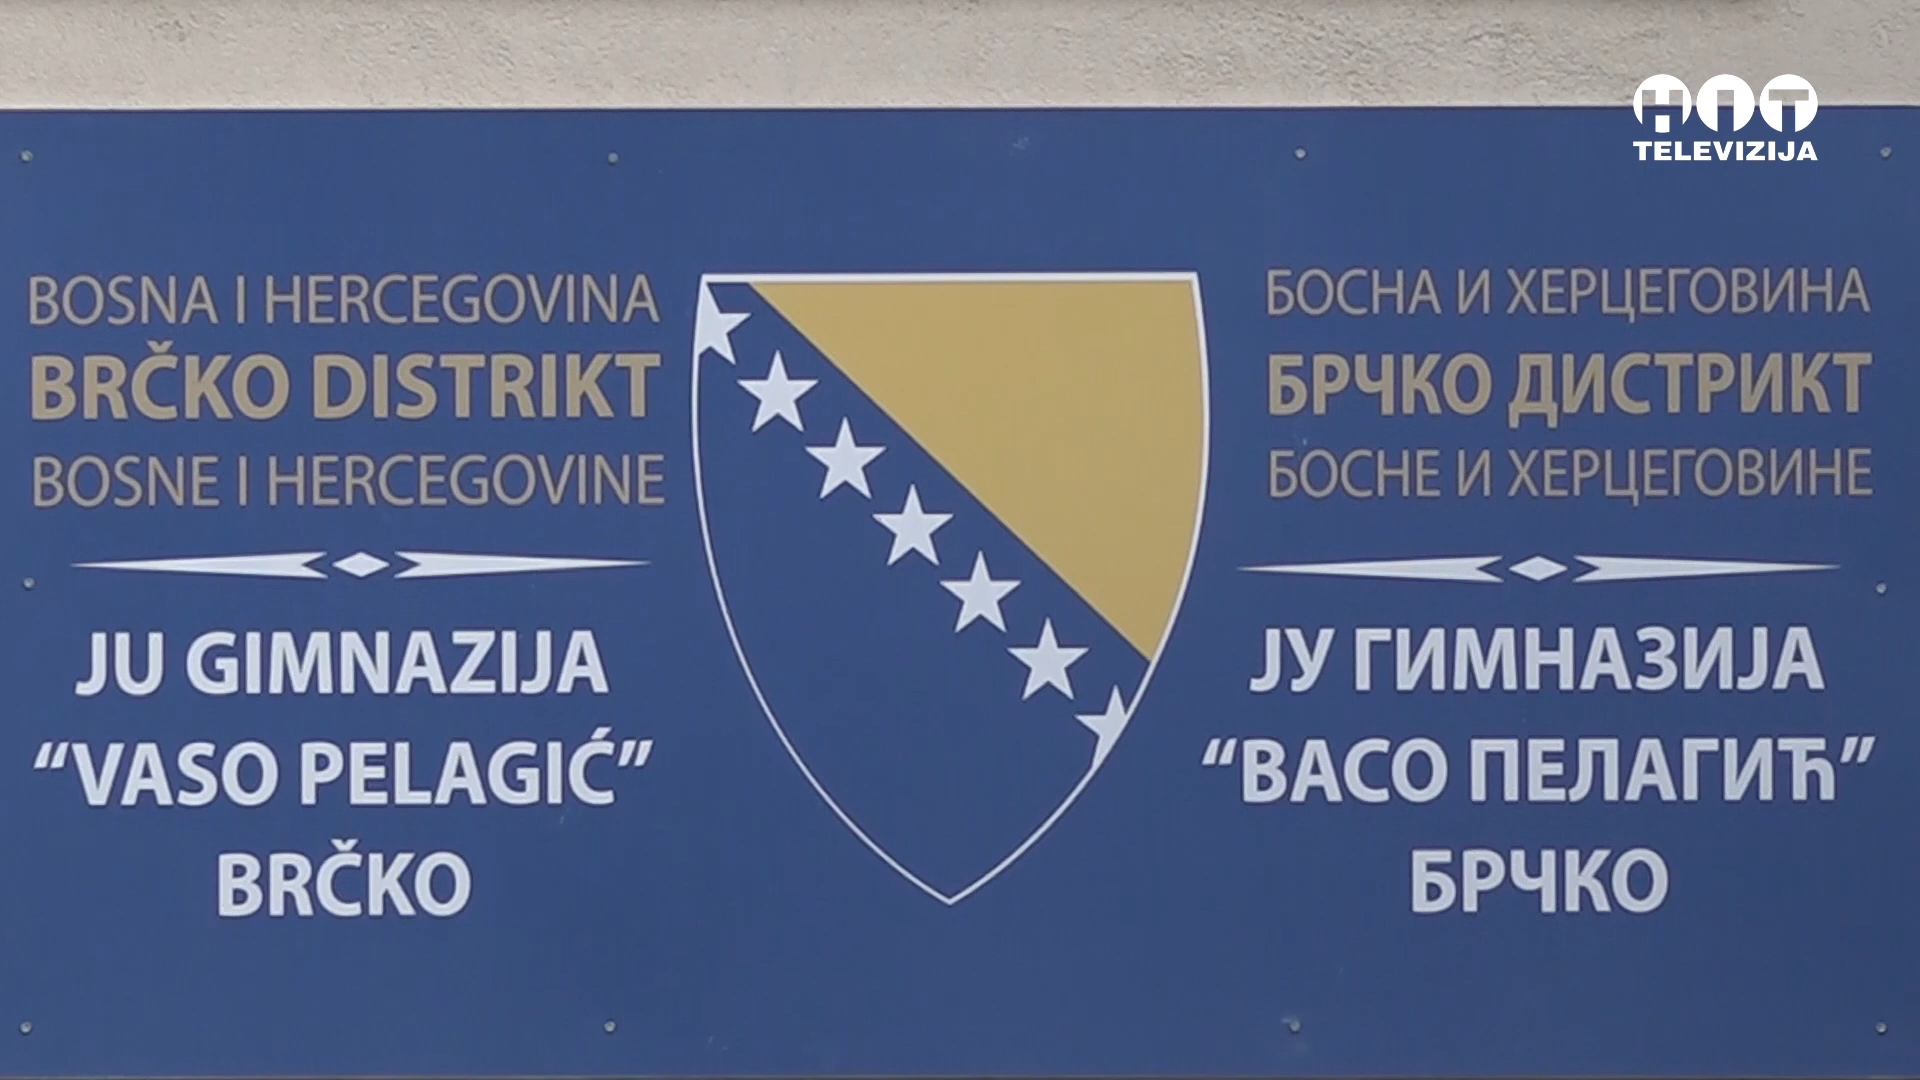 HIT
TELEVIZIJA
BOSNA I HERCEGOVINA
BRČKO DISTRIKT
BOSNE I HERCEGOVINE
JU GIMNAZIJA
“VASO PELAGIĆ”
BRČKO
БОСНА И ХЕРЦЕГОВИНА
БРЧКО ДИСТРИКТ
БОСНЕ И ХЕРЦЕГОВИНЕ
ЈУ ГИМНАЗИЈА
“ВАСО ПЕЛАГИЋ”
БРЧКО